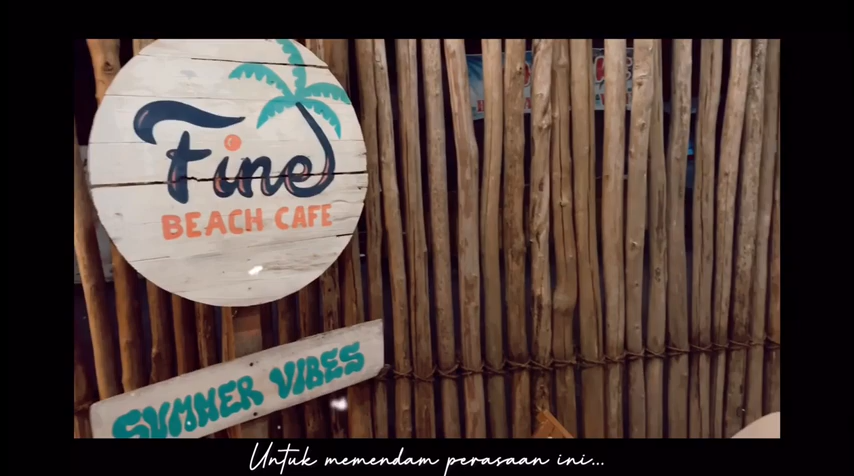 Fine
BEACH CAFE
SUMMER VIBES
Untuk memendam perasaan ini...